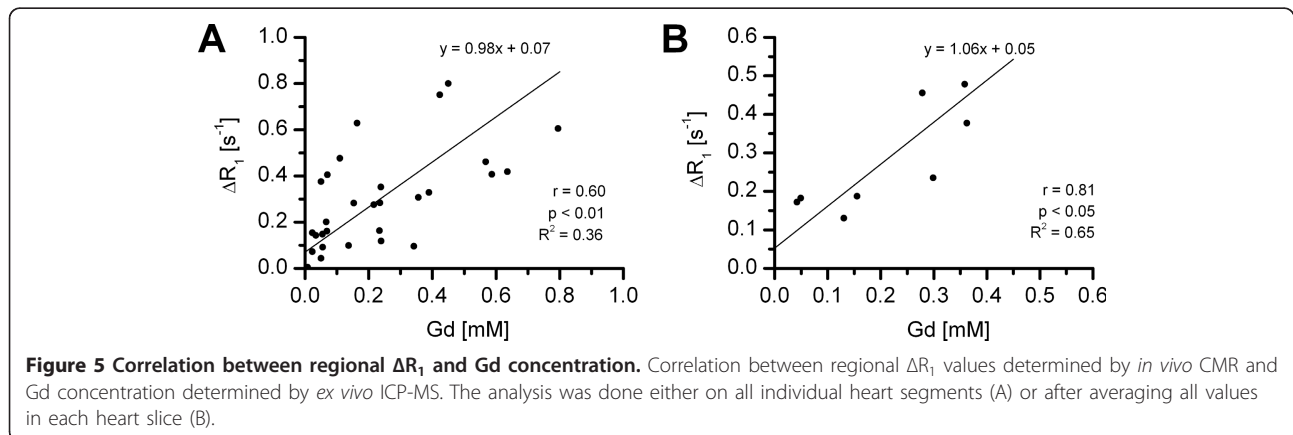 A
B
y = 0.98x + 0.07
y = 1.06x + 0.05
1.0
0.8
0.6
0.4
0.2
0.0
ΔR₁ [s⁻¹]
r = 0.60
p < 0.01
R² = 0.36
0.0 0.2 0.4 0.6 0.8 1.0
Gd [mM]
0.6
0.5
0.4
0.3
0.2
0.1
0.0
ΔR₁ [s⁻¹]
r = 0.81
p < 0.05
R² = 0.65
0.0 0.1 0.2 0.3 0.4 0.5 0.6
Gd [mM]
Figure 5 Correlation between regional ΔR₁ and Gd concentration. Correlation between regional ΔR₁ values determined by in vivo CMR and
Gd concentration determined by ex vivo ICP-MS. The analysis was done either on all individual heart segments (A) or after averaging all values
in each heart slice (B).